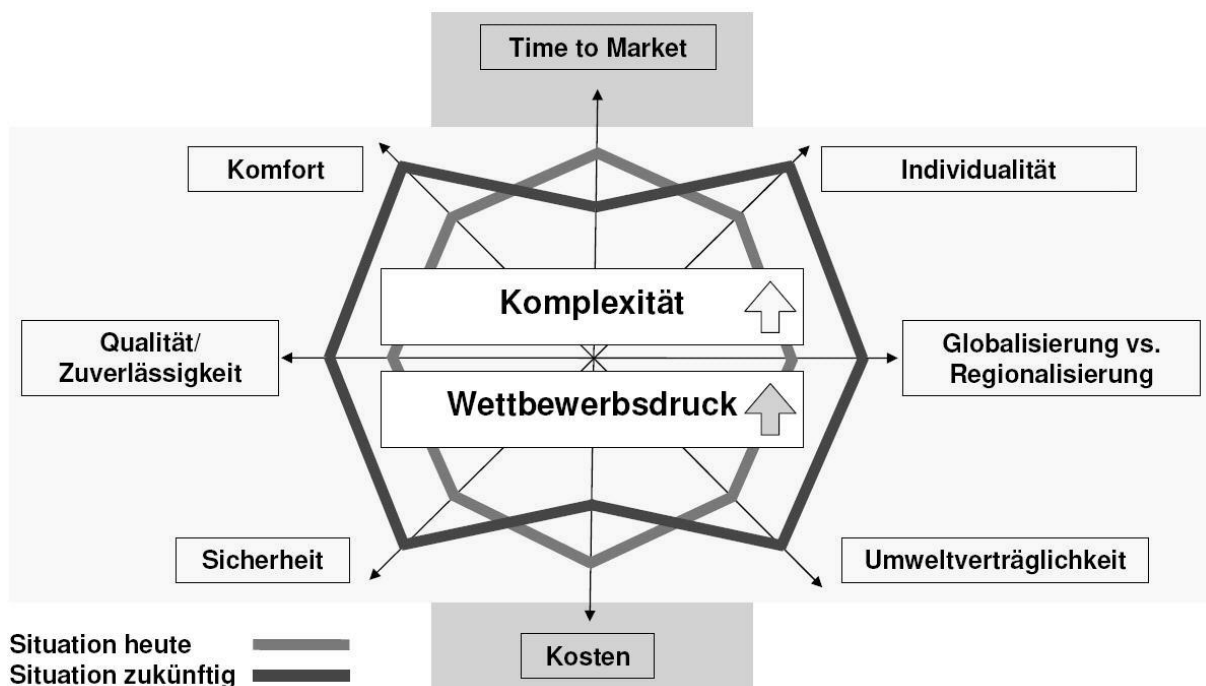 Time to Market
Komfort
Individualität
Komplexität
Qualität/
Zuverlässigkeit
Globalisierung vs.
Regionalisierung
Wettbewerbsdruck
Sicherheit
Umweltverträglichkeit
Kosten
Situation heute
Situation zukünftig